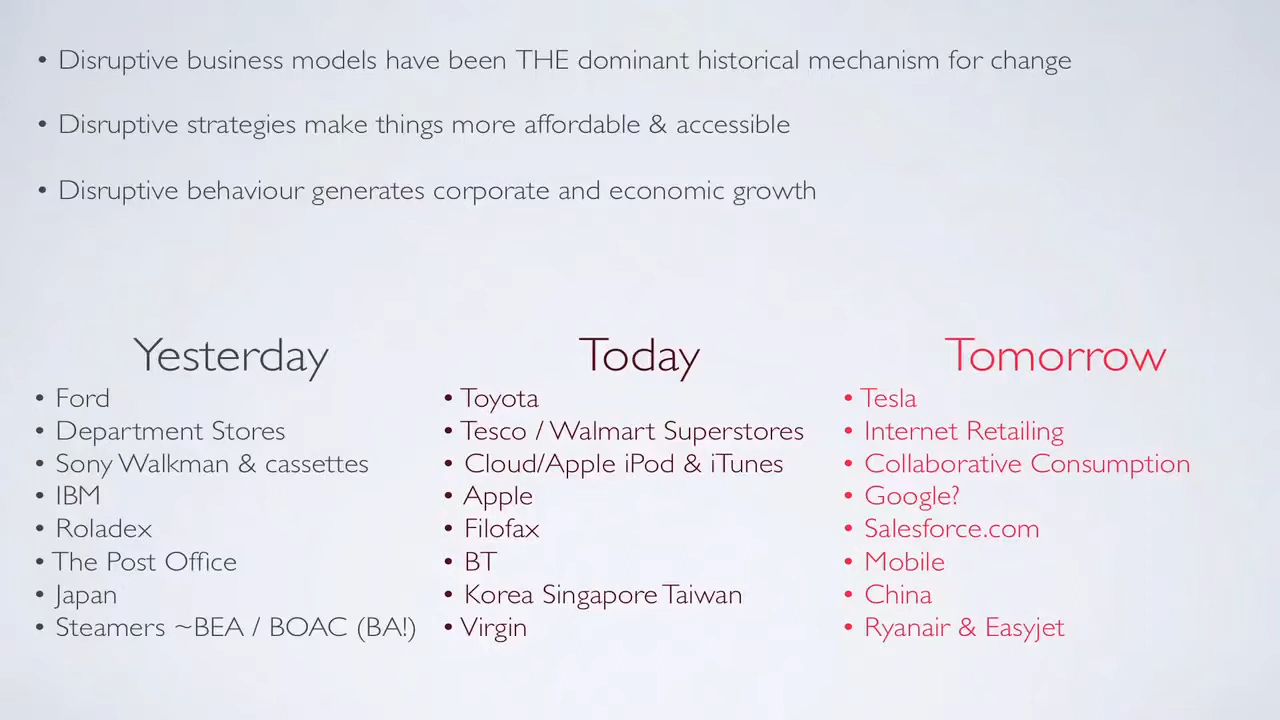 • Disruptive business models have been THE dominant historical mechanism for change
• Disruptive strategies make things more affordable & accessible
• Disruptive behaviour generates corporate and economic growth
Yesterday
• Ford
• Department Stores
• Sony Walkman & cassettes
• IBM
• Roladex
• The Post Office
• Japan
• Steamers ~BEA / BOAC (BA!)
Today
• Toyota
• Tesco / Walmart Superstores
• Cloud/Apple iPod & iTunes
• Apple
• Filofax
• BT
• Korea Singapore Taiwan
• Virgin
Tomorrow
• Tesla
• Internet Retailing
• Collaborative Consumption
• Google?
• Salesforce.com
• Mobile
• China
• Ryanair & Easyjet